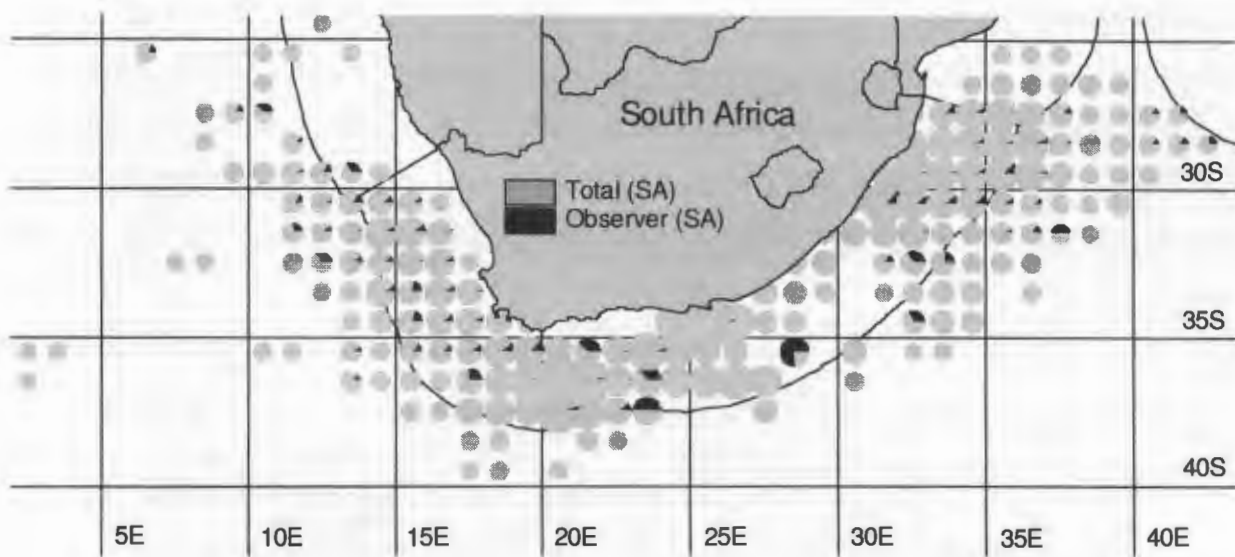 South Africa
Total (SA)
Observer (SA)
30S
35S
40S
5E 10E 15E 20E 25E 30E 35E 40E